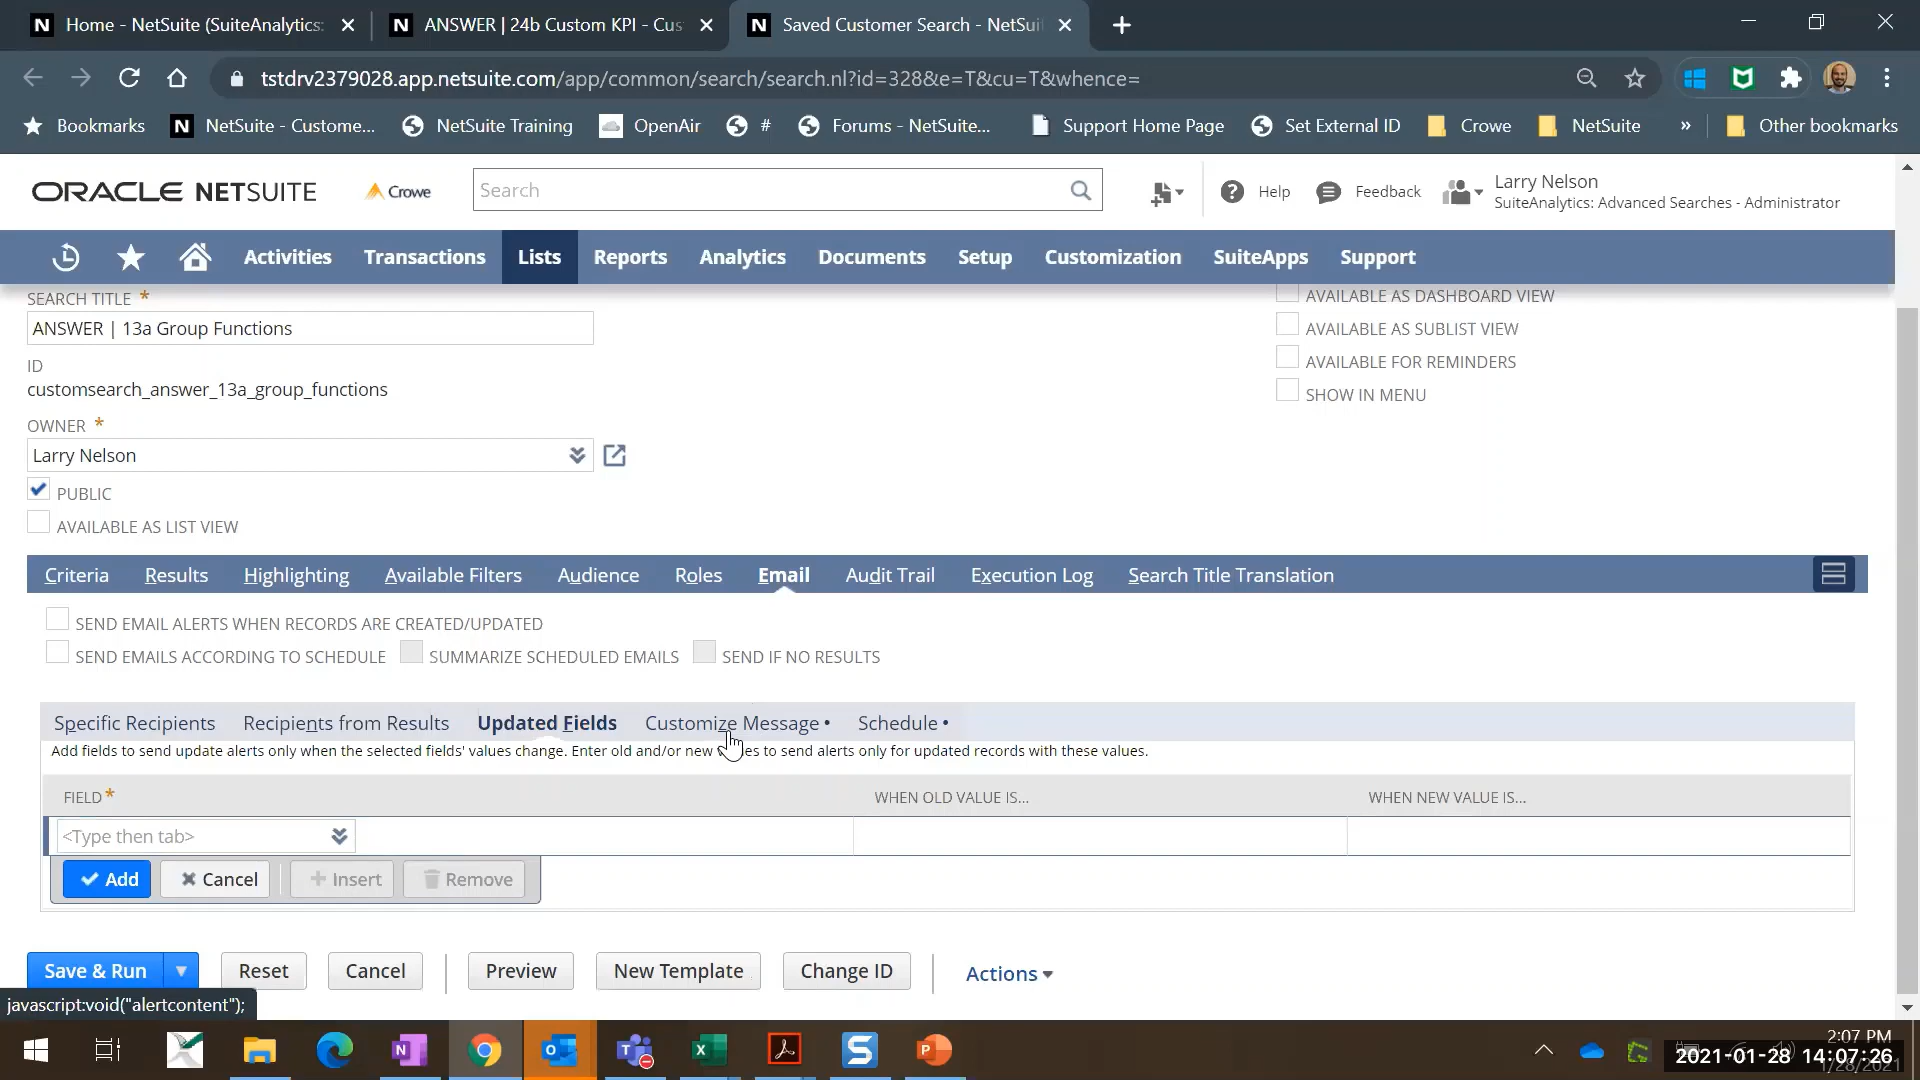 Home - NetSuite (SuiteAnalytics:
ANSWER | 24b Custom KPI - Cus
Saved Customer Search - NetSui
tstdrv2379028.app.netsuite.com/app/common/search/search.nl?id=328&e=T&cu=T&whence=
Bookmarks
NetSuite - Custome...
NetSuite Training
OpenAir
#
Forums - NetSuite...
Support Home Page
Set External ID
Crowe
NetSuite
»
Other bookmarks
ORACLE NETSUITE
Crowe
Search
Help
Feedback
Larry Nelson
SuiteAnalytics: Advanced Searches - Administrator
Activities
Transactions
Lists
Reports
Analytics
Documents
Setup
Customization
SuiteApps
Support
SEARCH TITLE *
ANSWER | 13a Group Functions
ID
customsearch_answer_13a_group_functions
OWNER *
Larry Nelson
PUBLIC
AVAILABLE AS LIST VIEW
AVAILABLE AS DASHBOARD VIEW
AVAILABLE AS SUBLIST VIEW
AVAILABLE FOR REMINDERS
SHOW IN MENU
Criteria
Results
Highlighting
Available Filters
Audience
Roles
Email
Audit Trail
Execution Log
Search Title Translation
SEND EMAIL ALERTS WHEN RECORDS ARE CREATED/UPDATED
SEND EMAILS ACCORDING TO SCHEDULE
SUMMARIZE SCHEDULED EMAILS
SEND IF NO RESULTS
Specific Recipients
Recipients from Results
Updated Fields
Customize Message •
Schedule •
Add fields to send update alerts only when the selected fields' values change. Enter old and/or new to send alerts only for updated records with these values.
FIELD *
WHEN OLD VALUE IS...
WHEN NEW VALUE IS...
<Type then tab>
Add
Cancel
Insert
Remove
Save & Run
Reset
Cancel
Preview
New Template
Change ID
Actions
javascript:void("alertcontent");
2:07 PM
2021-01-28 14:07:26